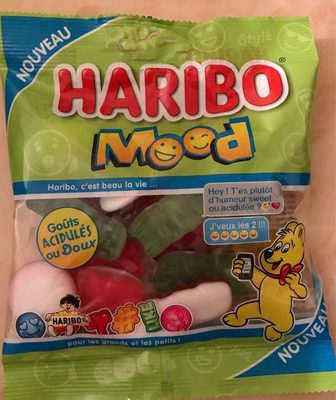 NOUVEAU
HARIBO
Mood
Haribo, c'est beau la vie ...
Hey ! T'es plutôt
d'humeur sweet
ou acidulée ?
J'veux les 2 !!!
Goûts
ACIDULÉS
ou Doux
HARIBO
#
LIKE
... pour les grands et les petits !
NOUVEAU